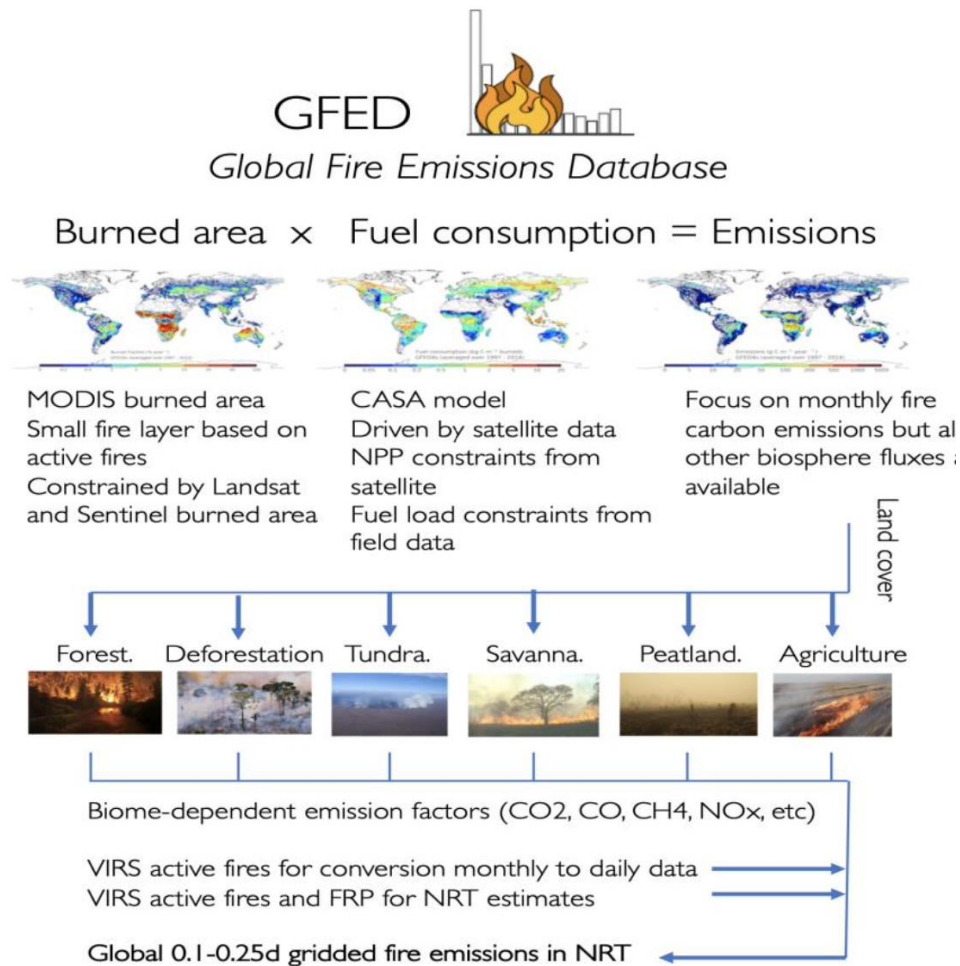 GFED
Global Fire Emissions Database
Burned area x Fuel consumption = Emissions
MODIS burned area
Small fire layer based on
active fires
Constrained by Landsat
and Sentinel burned area
CASA model
Driven by satellite data
NPP constraints from
satellite
Fuel load constraints from
field data
Focus on monthly fire
carbon emissions but al
other biosphere fluxes a
available
Land cover
Forest. Deforestation Tundra. Savanna. Peatland. Agriculture
Biome-dependent emission factors (CO2, CO, CH4, NOx, etc)
VIRS active fires for conversion monthly to daily data
VIRS active fires and FRP for NRT estimates
Global 0.1-0.25d gridded fire emissions in NRT